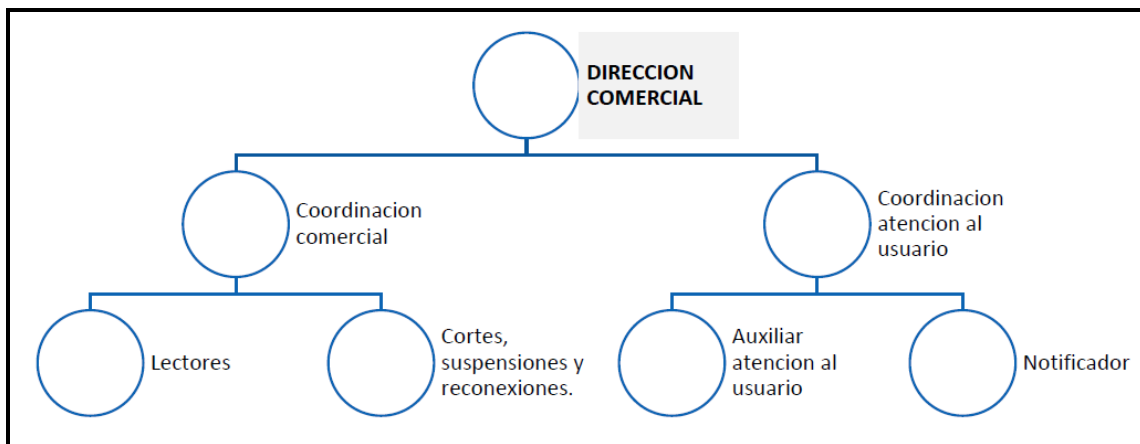 DIRECCION
COMERCIAL
Coordinacion
comercial
Coordinacion
atencion al
usuario
Lectores
Cortes,
suspensiones y
reconexiones.
Auxiliar
atencion al
usuario
Notificador